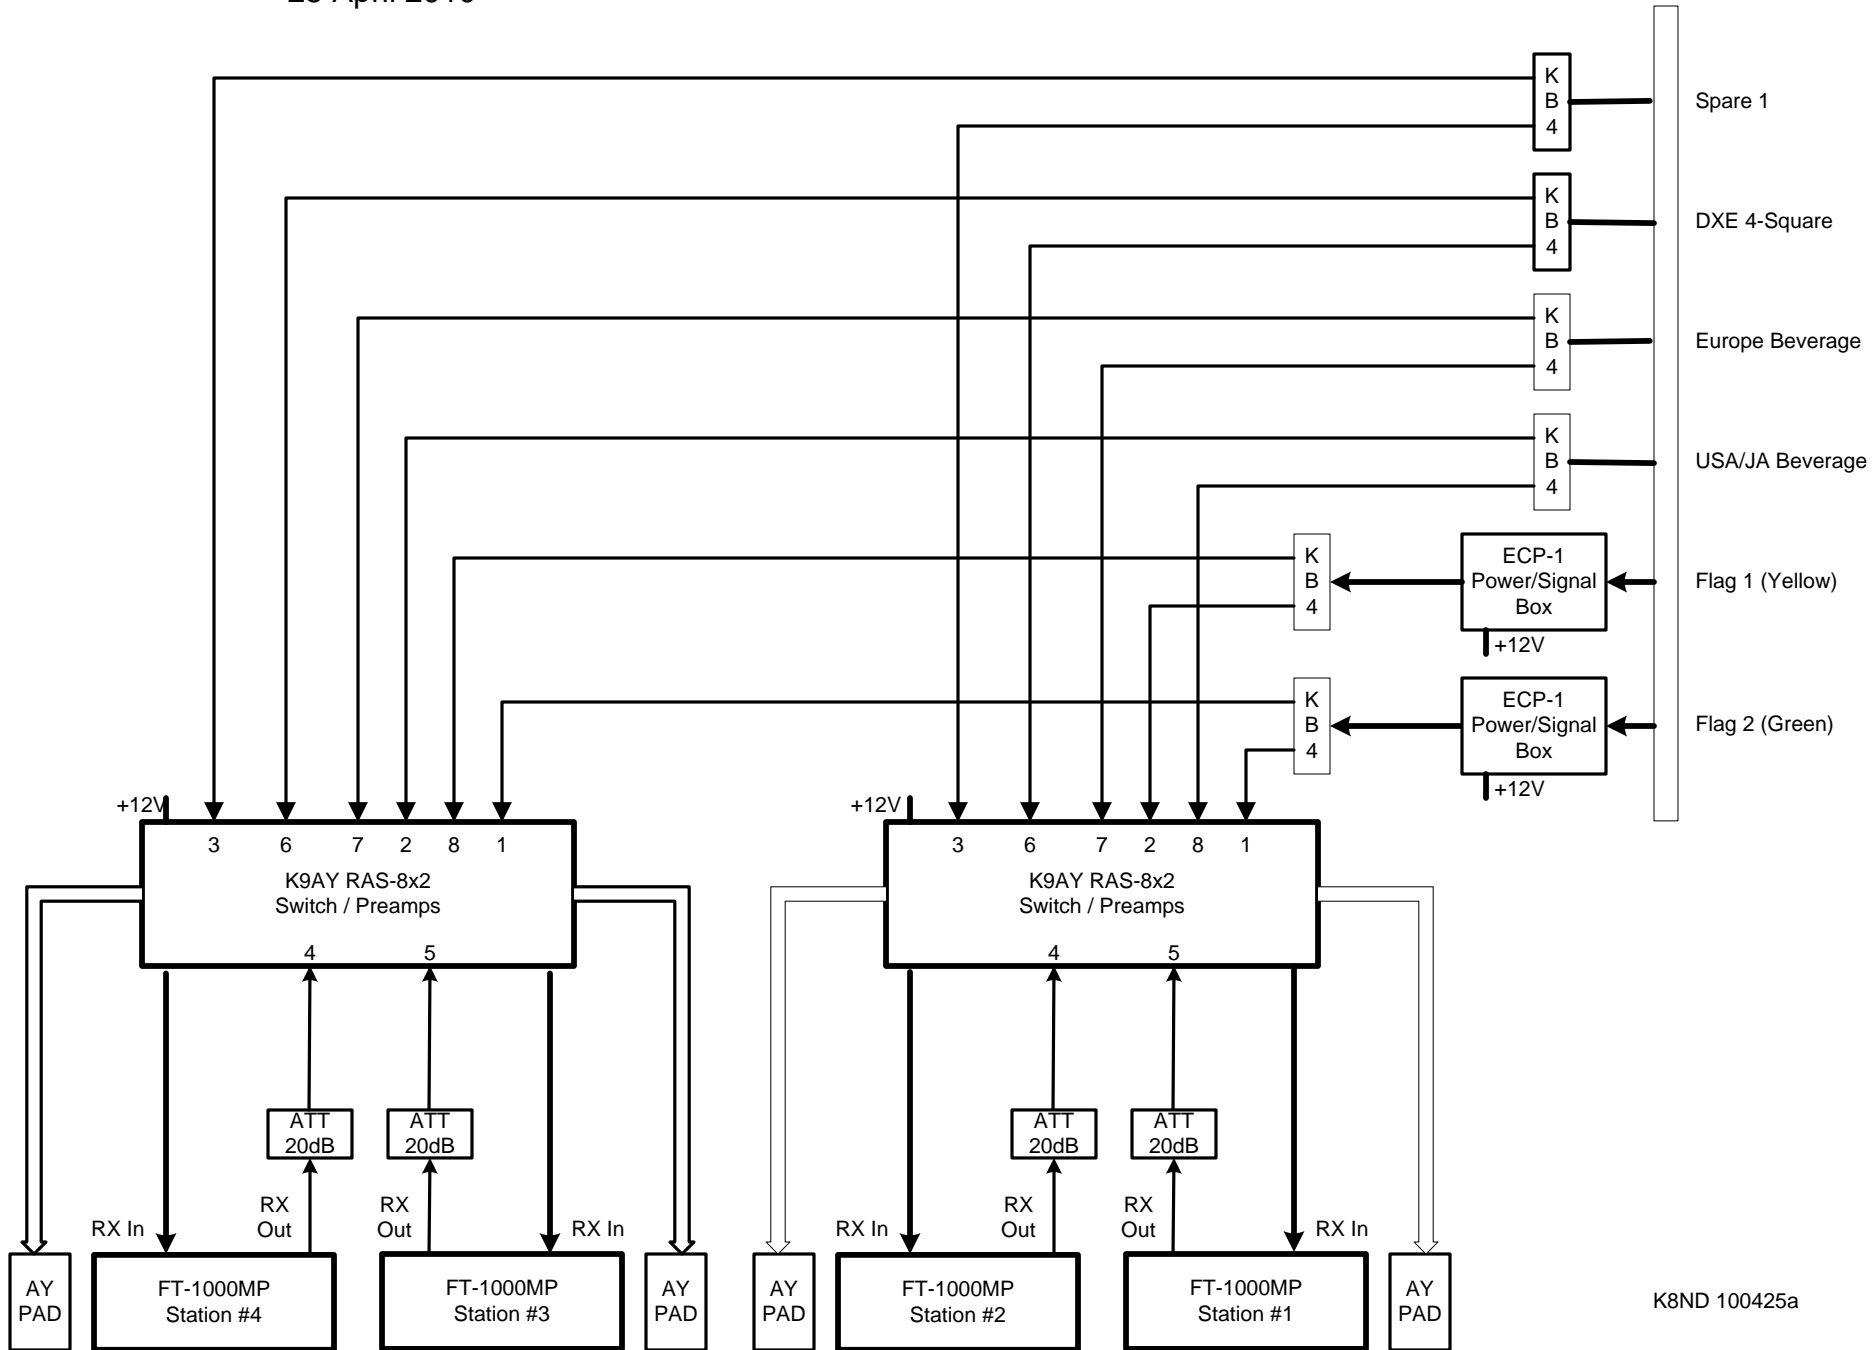 K
B
4
Spare 1
K
B
4
DXE 4-Square
K
B
4
Europe Beverage
K
B
4
USA/JA Beverage
K
B
4
ECP-1
Power/Signal
Box
+12V
Flag 1 (Yellow)
K
B
4
ECP-1
Power/Signal
Box
+12V
Flag 2 (Green)
+12V
3 6 7 2 8 1
K9AY RAS-8x2
Switch / Preamps
4 5
+12V
3 6 7 2 8 1
K9AY RAS-8x2
Switch / Preamps
4 5
ATT
20dB
ATT
20dB
ATT
20dB
ATT
20dB
RX In
RX
Out
RX
Out
RX In
RX In
RX
Out
RX
Out
RX In
AY
PAD
FT-1000MP
Station #4
FT-1000MP
Station #3
AY
PAD
AY
PAD
FT-1000MP
Station #2
FT-1000MP
Station #1
AY
PAD
K8ND 100425a